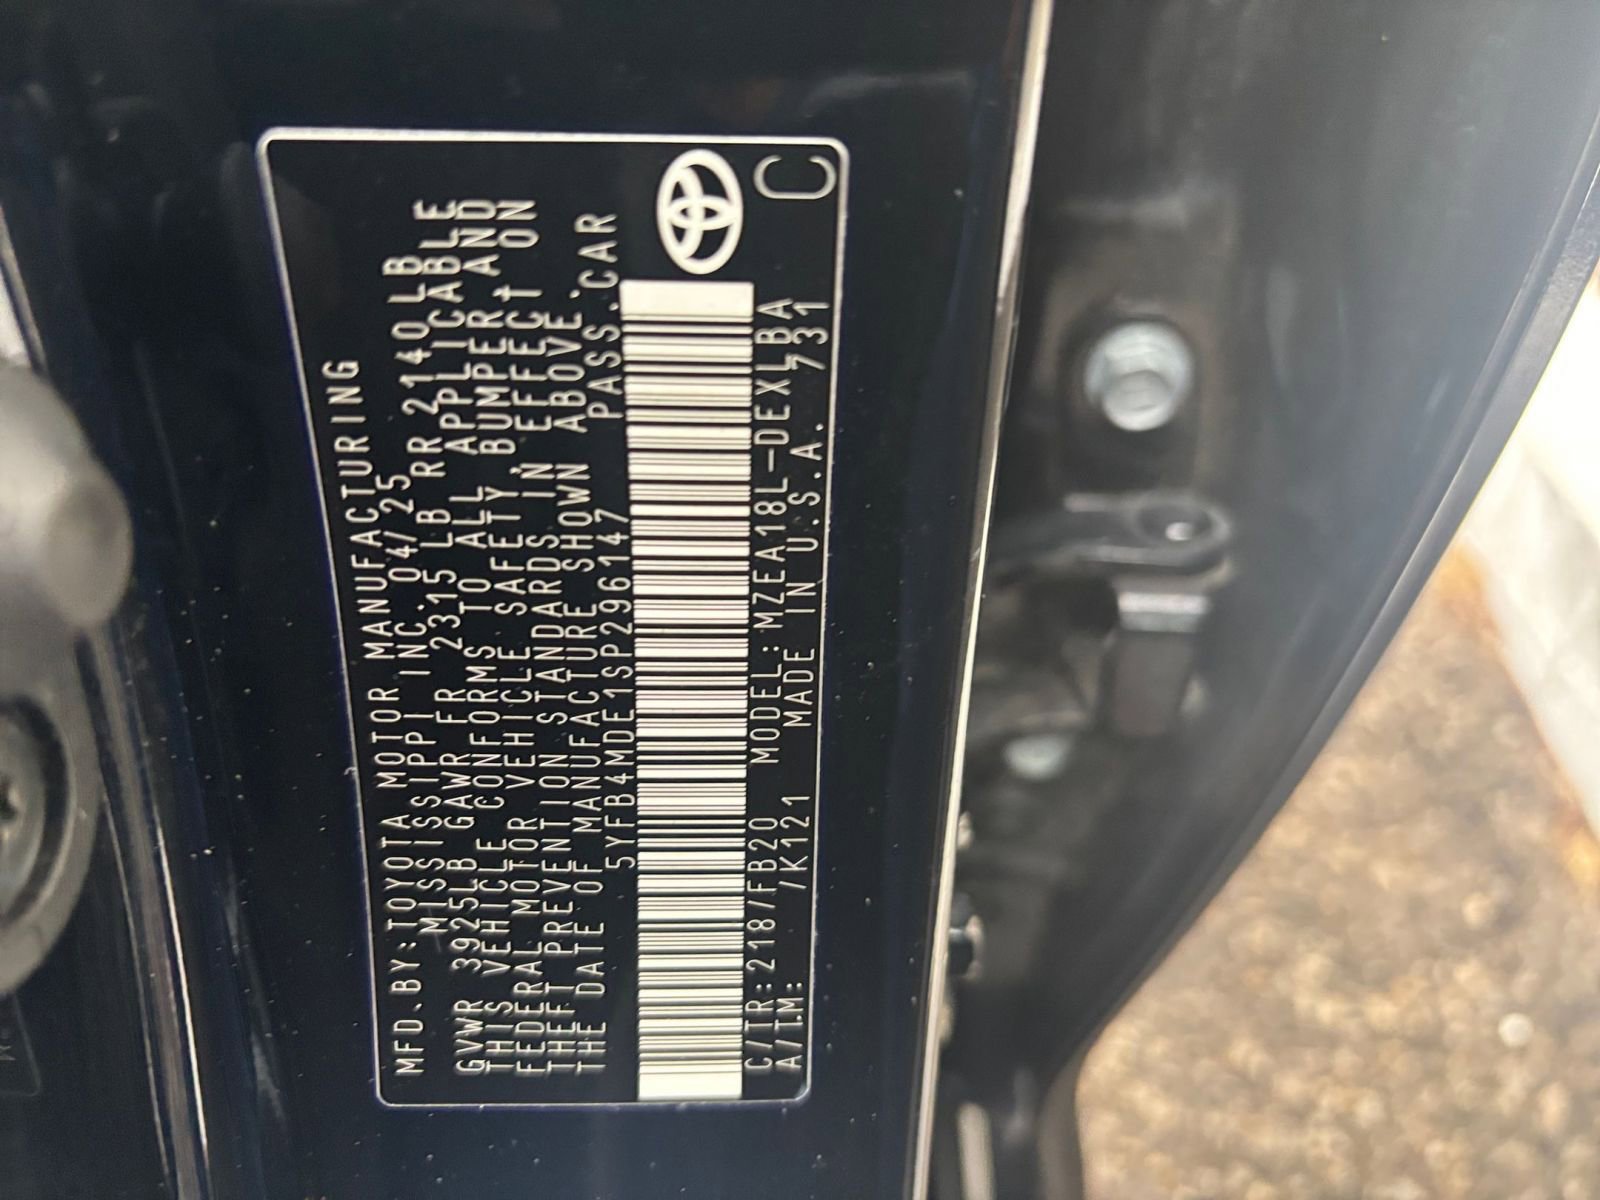 MFD.BY:TOYOTA MOTOR MANUFACTURING
MISSISSIPPI INC. 04/25
GVWR 3925LB GAWR FR 2315 LB RR 2140 LB
THIS VEHICLE CONFORMS TO ALL APPLICABLE
FEDERAL MOTOR VEHICLE SAFETY, BUMPER, AND
THEFT PREVENTION STANDARDS IN EFFECT ON
THE DATE OF MANUFACTURE SHOWN ABOVE.
5YFB4MDE1SP296147 PASS.CAR
C/TR:218/FB20 MODEL:MZEA18L-DEXLBA
A/TM: /K121 MADE IN U.S.A. 731
C